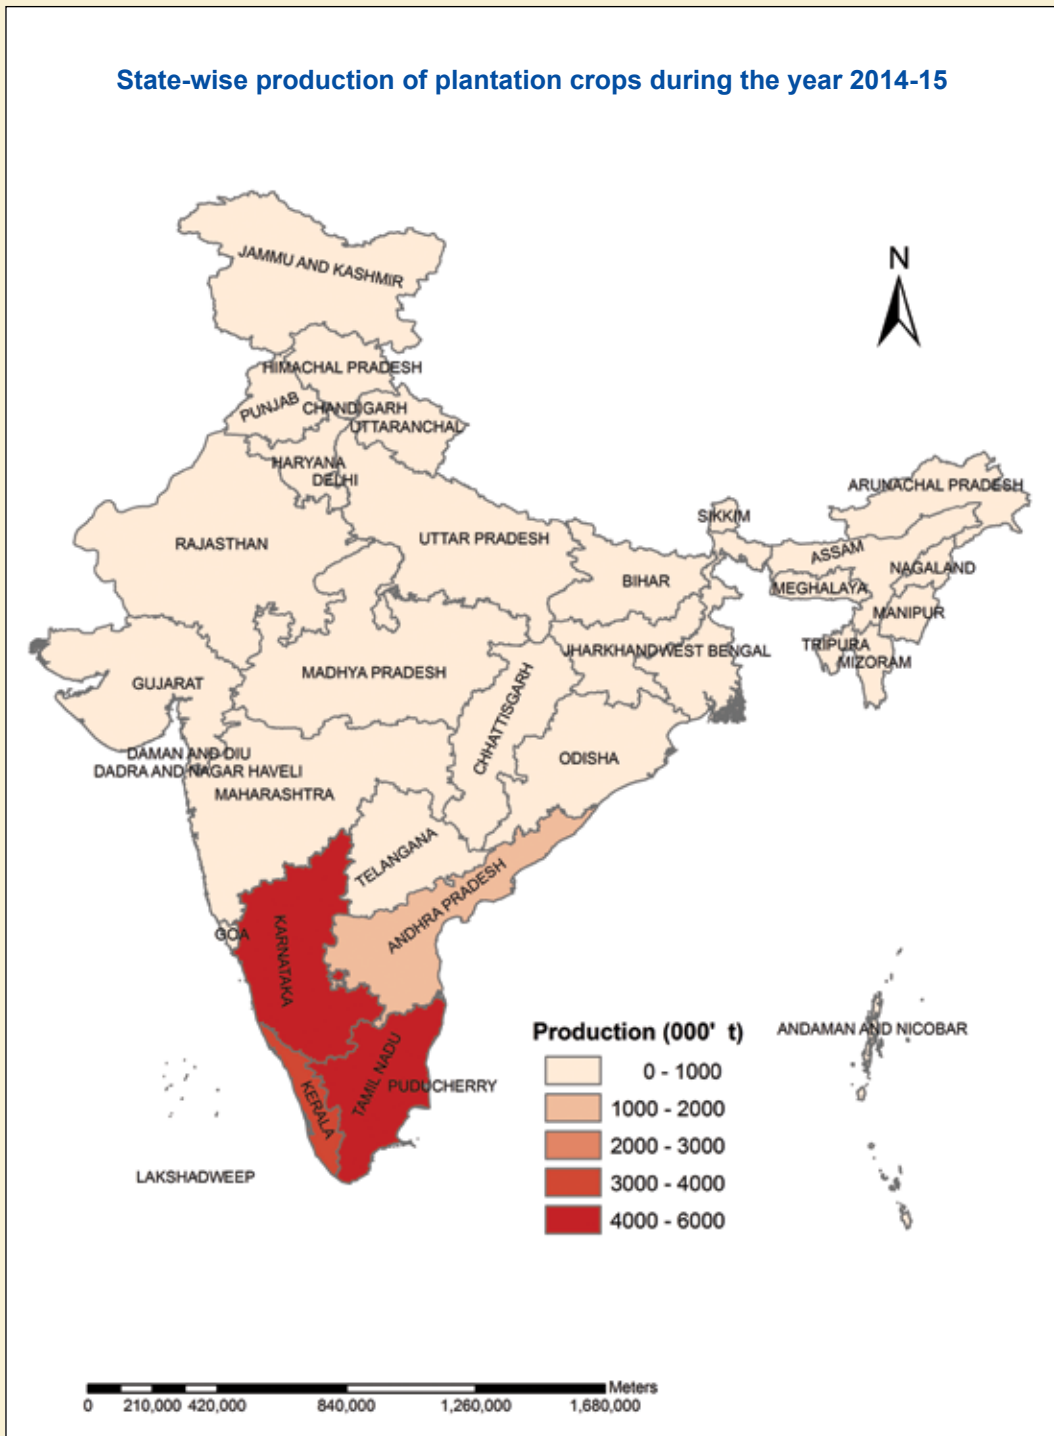 State-wise production of plantation crops during the year 2014-15
N
JAMMU AND KASHMIR
HIMACHAL PRADESH
PUNJAB
CHANDIGARH
UTTARANCHAL
HARYANA
DELHI
ARUNACHAL PRADESH
SIKKIM
RAJASTHAN
UTTAR PRADESH
ASSAM
NAGALAND
BIHAR
MEGHALAYA
MANIPUR
TRIPURA
JHARKHAND
WEST BENGAL
MIZORAM
GUJARAT
MADHYA PRADESH
CHHATTISGARH
DAMAN AND DIU
ODISHA
DADRA AND NAGAR HAVELI
MAHARASHTRA
TELANGANA
ANDHRA PRADESH
GOA
KARNATAKA
Production (000' t)
ANDAMAN AND NICOBAR
0 - 1000
TAMIL NADU
PUDUCHERRY
KERALA
1000 - 2000
2000 - 3000
LAKSHADWEEP
3000 - 4000
4000 - 6000
Meters
0 210,000 420,000 840,000 1,260,000 1,680,000